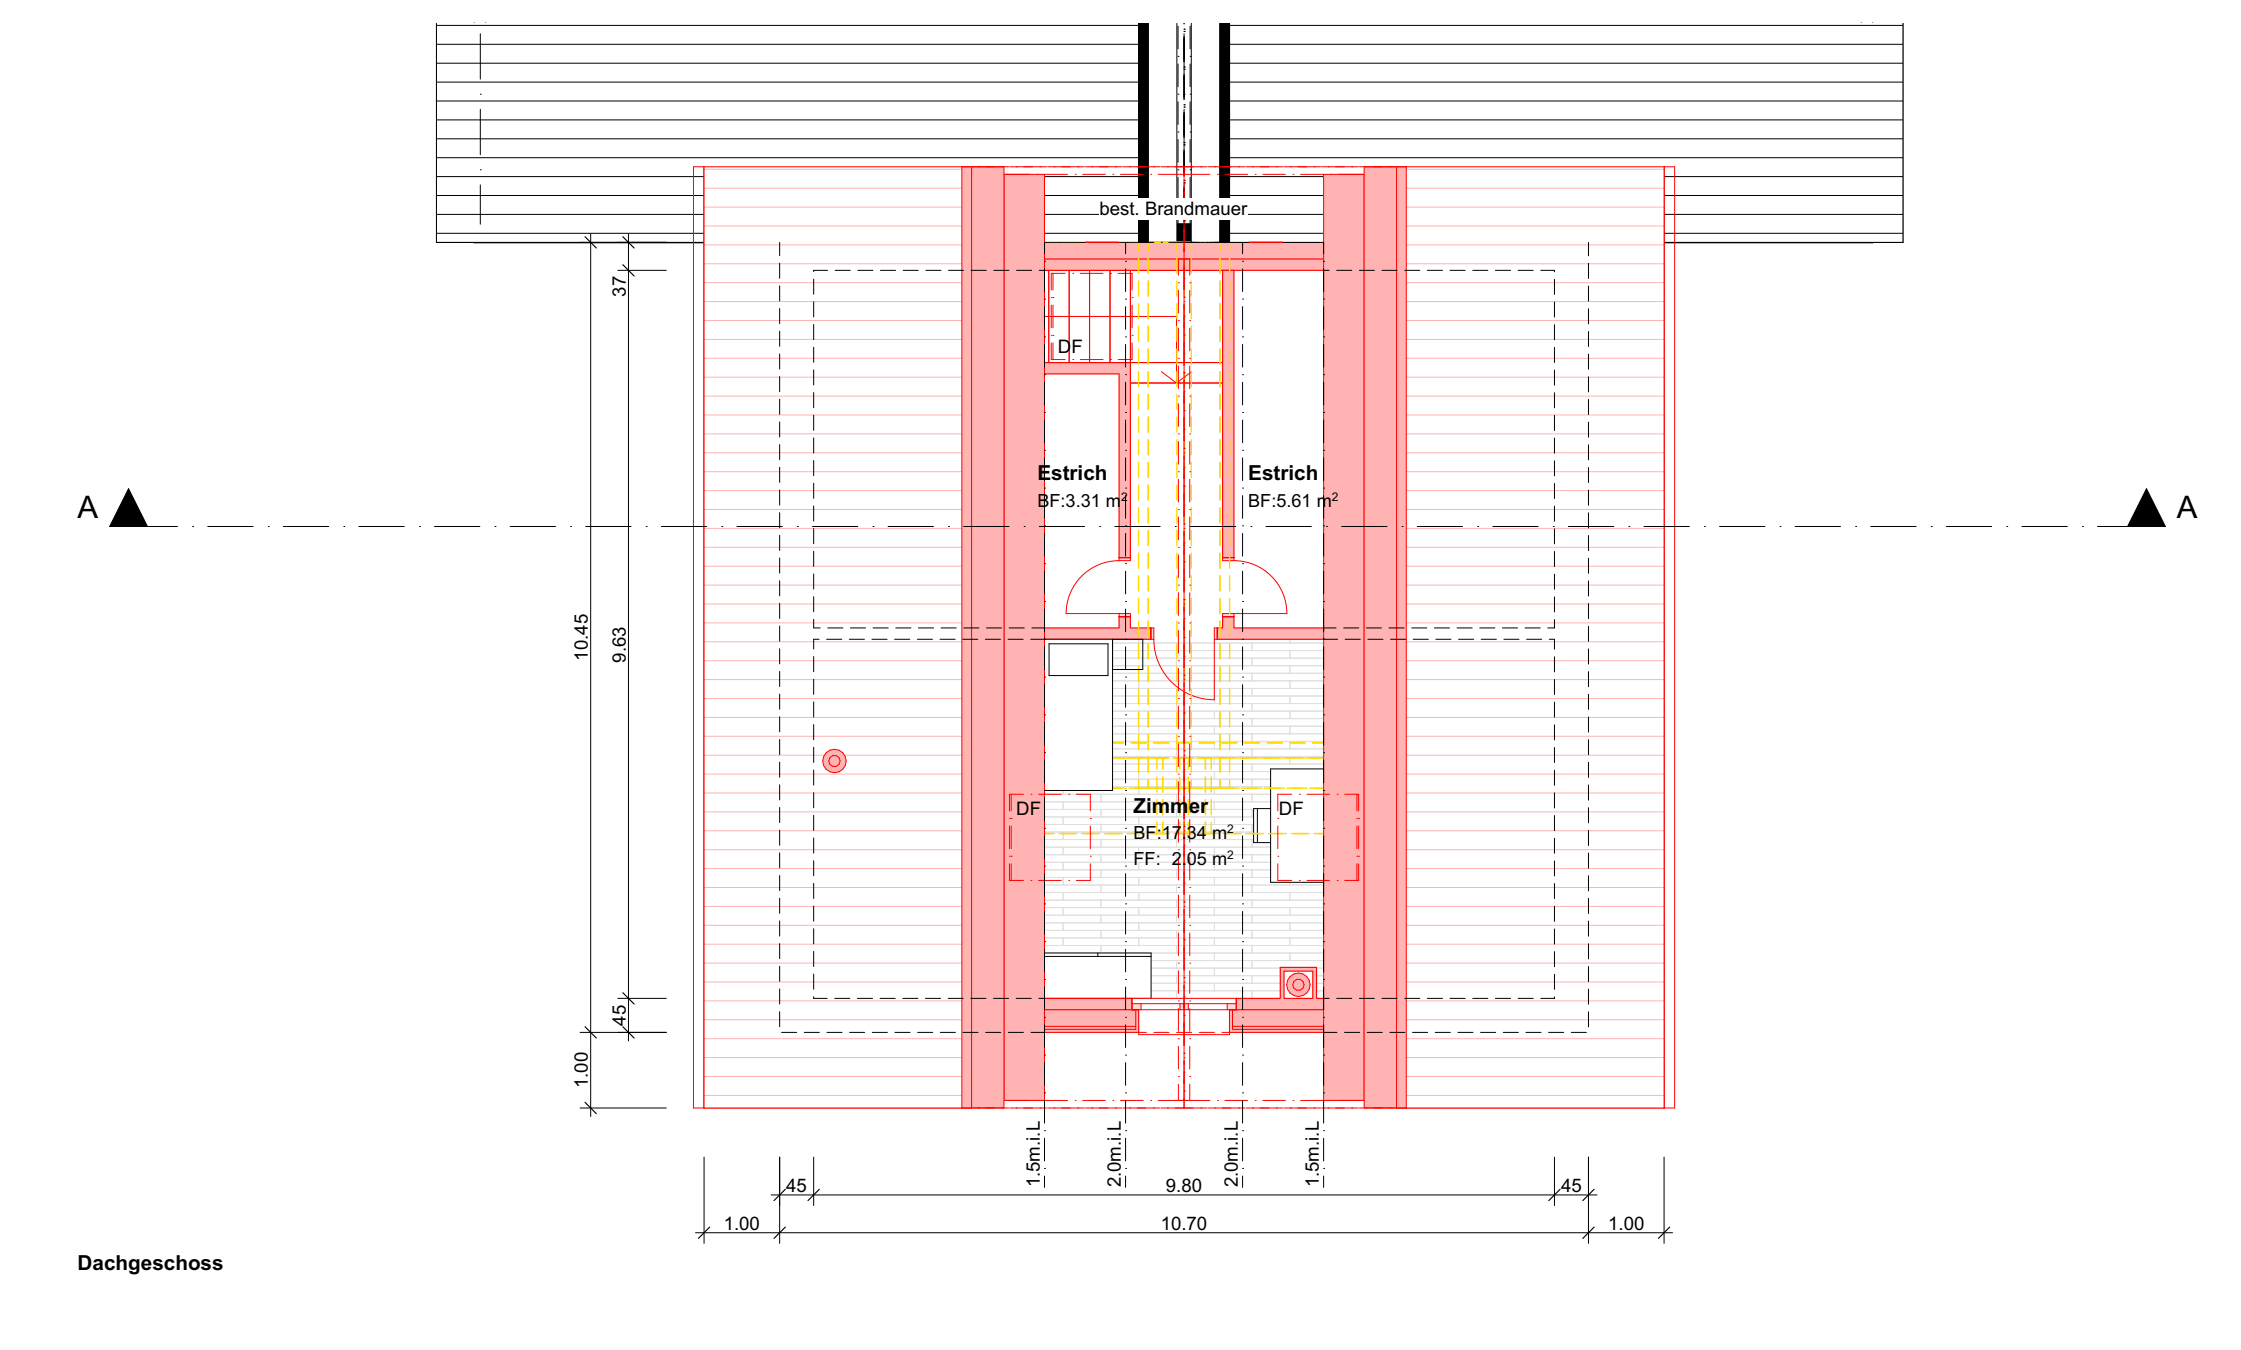 best. Brandmauer
37
DF
Estrich
BF:3.31 m²
Estrich
BF:5.61 m²
A
A
10.45
9.63
DF
Zimmer
BF:17.34 m²
FF: 2.05 m²
DF
45
1.00
1.5m.i.L
2.0m.i.L
2.0m.i.L
1.5m.i.L
45
9.80
45
1.00
10.70
1.00
Dachgeschoss